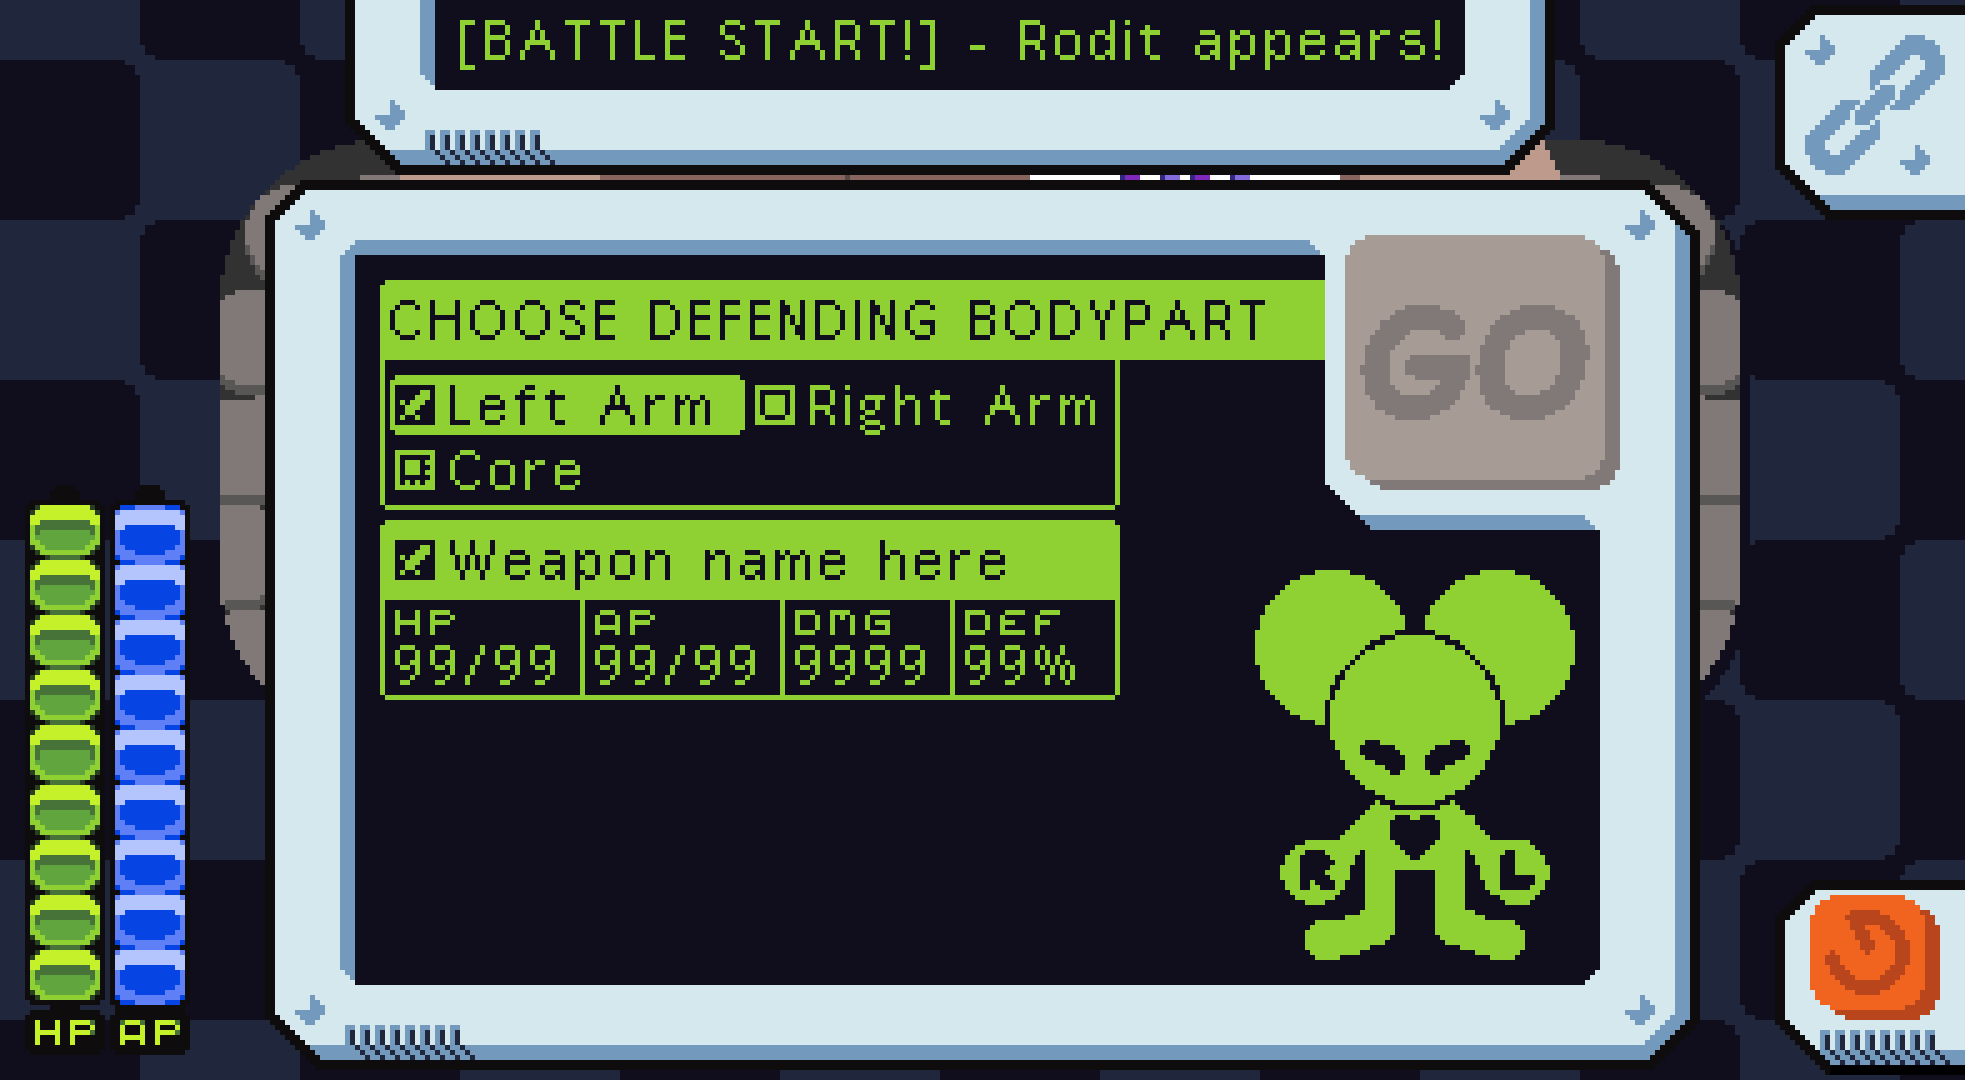 [BATTLE START!] - Rodit appears!
CHOOSE DEFENDING BODYPART
GO
Left Arm Right Arm
Core
Weapon name here
HP AP DMG DEF
99/99 99/99 9999 99%
R L
HP AP